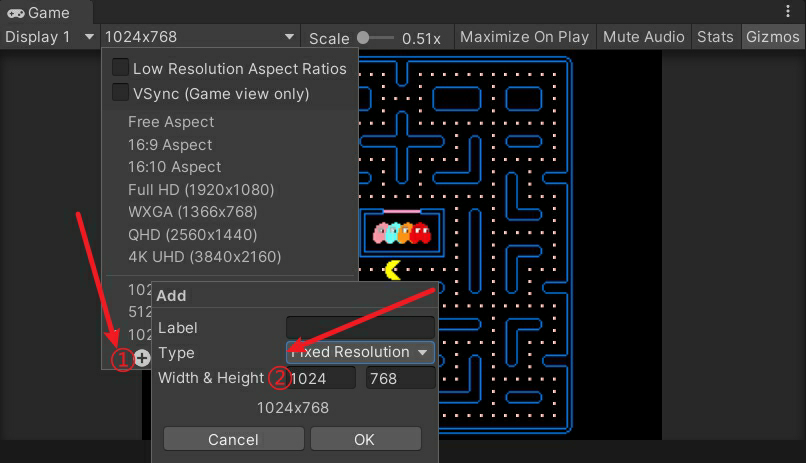 Game
Display 1
1024x768
Scale
0.51x
Maximize On Play
Mute Audio
Stats
Gizmos
Low Resolution Aspect Ratios
VSync (Game view only)
Free Aspect
16:9 Aspect
16:10 Aspect
Full HD (1920x1080)
WXGA (1366x768)
QHD (2560x1440)
4K UHD (3840x2160)
102
512
102
①
Add
Label
Type
Fixed Resolution
Width & Height
②
1024
768
1024x768
Cancel
OK